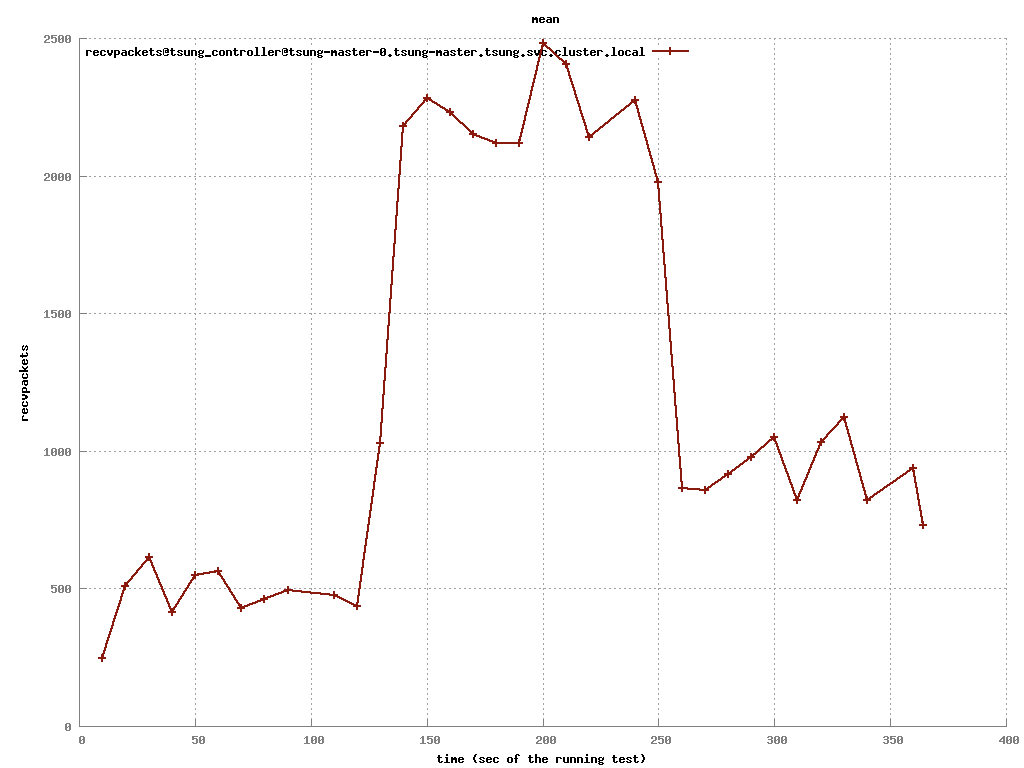 mean
recvpackets@tsung_controller@tsung-master-0.tsung-master.tsung.svc.cluster.local
2500
2000
1500
1000
500
0
recvpackets
0 50 100 150 200 250 300 350 400
time (sec of the running test)